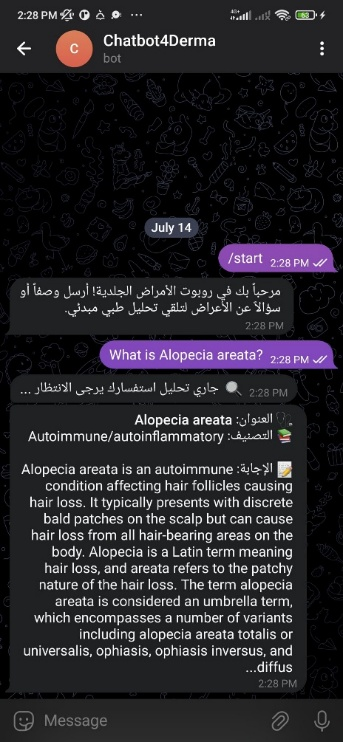 2:28 PM
Chatbot4Derma
bot
July 14
/start 2:28 PM
مرحباً بك في روبوت الأمراض الجلدية! أرسل وصفاً أو
سؤالاً عن الأعراض لتلقي تحليل طبي مبدئي.
2:28 PM
What is Alopecia areata? 2:28 PM
جاري تحليل استفسارك يرجى الانتظار ...
2:28 PM
العنوان: Alopecia areata
التصنيف: Autoimmune/autoinflammatory
الإجابة: Alopecia areata is an autoimmune
condition affecting hair follicles causing
hair loss. It typically presents with discrete
bald patches on the scalp but can cause
hair loss from all hair-bearing areas on the
body. Alopecia is a Latin term meaning
hair loss, and areata refers to the patchy
nature of the hair loss. The term alopecia
areata is considered an umbrella term,
which encompasses a number of variants
including alopecia areata totalis or
universalis, ophiasis, ophiasis inversus, and
...diffus
2:28 PM
Message